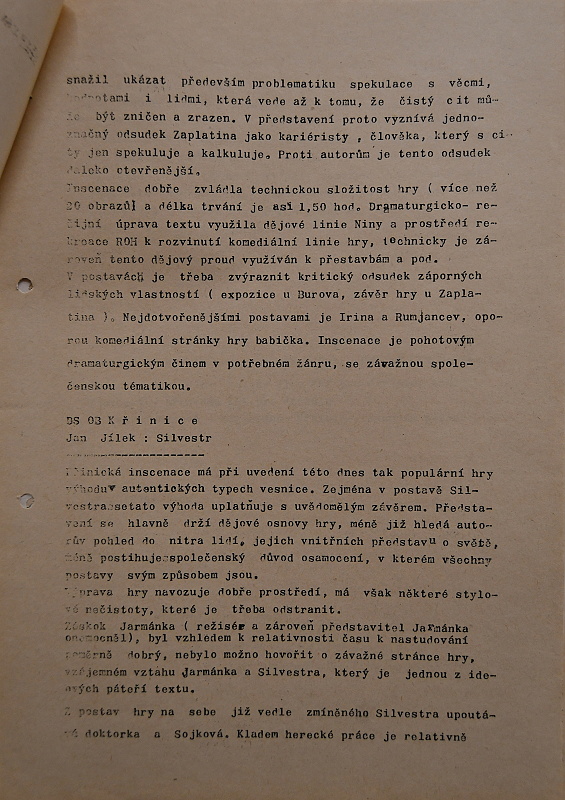 snažil ukázat především problematiku spekulace s věcmi,
i lidmi, která vede až k tomu, že čistý cit mů-
být zničen a zrazen. V představení proto vyznívá jedno-
značný odsudek Zaplatina jako kariéristy , člověka, který s ci-
ty jen spekuluje a kalkuluje. Proti autorům je tento odsudek
daleko otevřenější.
Inscenace dobře zvládla technickou složitost hry ( více než
20 obrazů) a délka trvání je asi 1,50 hod. Drgmaturgicko- re-
žijní úprava textu využila dějové linie Niny a prostředí re-
kreace ROH k rozvinutí komediální linie hry, technicky je zá-
roveň tento dějový proud využíván k přestavbám a pod.
V postavách je třeba zvýraznit kritický odsudek záporných
lidských vlastností ( expozice u Burova, závěr hry u Zapla-
tina ). Nejdotvořenějšími postavami je Irina a Rumjancev, opo-
rou komediální stránky hry babička. Inscenace je pohotovým
dramaturgickým činem v potřebném žánru, se závažnou spole-
čenskou tématikou.
DS OB Křinice
Jan Jílek : Silvestr
-----------------------
inscenace má při uvedení této dnes tak populární hry
výhodu v autentických typech vesnice. Zejména v postavě Sil-
vestra setato výhoda uplatňuje s uvědomělým závěrem. Představ-
vení se hlavně drží dějové osnovy hry, méně již hledá auto-
rův pohled do nitra lidí, jejich vnitřních představu o světě,
méně postihuje společenský důvod osamocení, v kterém všechny
postavy svým způsobem jsou.
Výprava hry navozuje dobře prostředí, má však některé stylo-
vé nečistoty, které je třeba odstranit.
Záskok Jarmánka ( režisér a zároveň představitel Jarmánka
onemocněl), byl vzhledem k relativnosti času k nastudování
poměrně dobrý, nebylo možno hovořit o závažné stránce hry,
vzájemném vztahu Jarmánka a Silvestra, který je jednou z ide-
ových páteří textu.
Z postav hry na sebe již vedle zmíněného Silvestra upoutá-
doktorka a Sojková. Kladem herecké práce je relativně